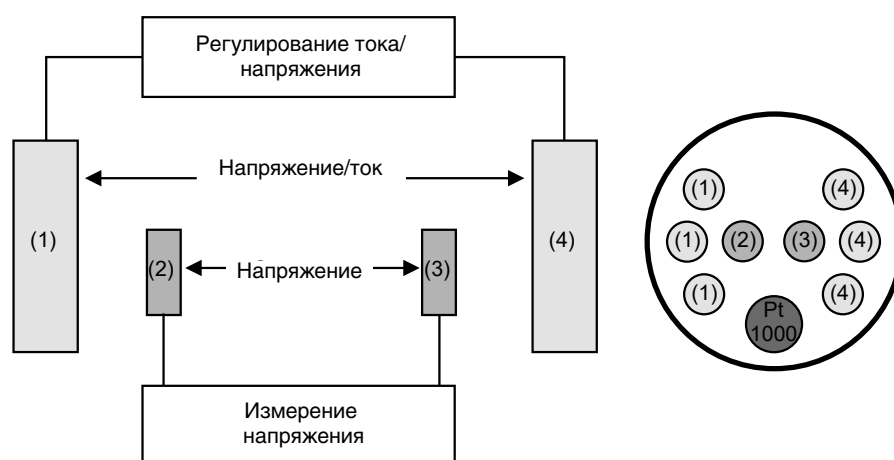 Регулирование тока/
напряжения
Напряжение/ток
(1)
(4)
(2)
Напряжение
(3)
Измерение
напряжения
(1)
(4)
(1)
(2)
(3)
(4)
(1)
(4)
Pt
1000